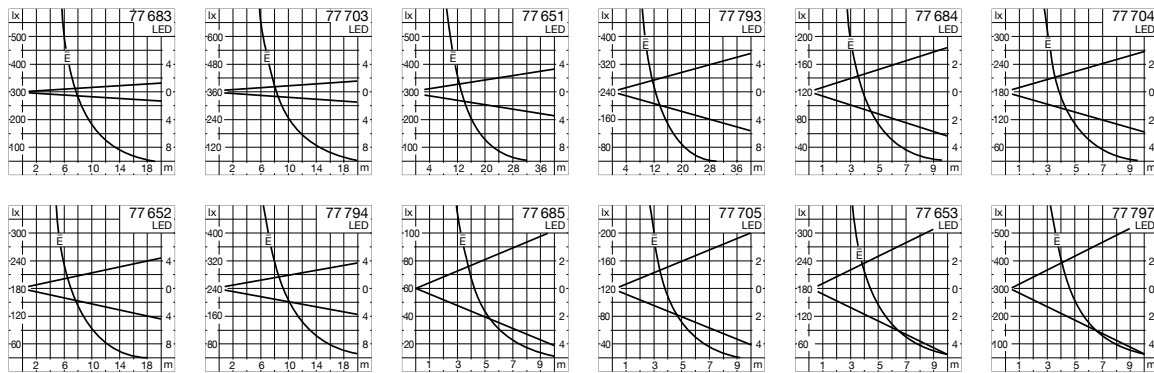 lx 77 683
LED
500
E
400 4
300 0
200 4
100 8
2 6 10 14 18 m
lx 77 703
LED
600
E
480 4
360 0
240 4
120 8
2 6 10 14 18 m
lx 77 651
LED
500
E
400 4
300 0
200 4
100 8
4 12 20 28 36 m
lx 77 793
LED
400
E
320 4
240 0
160 4
80 8
4 12 20 28 36 m
lx 77 684
LED
200
E
160 2
120 0
80 2
40 4
1 3 5 7 9 m
lx 77 704
LED
300
E
240 2
180 0
120 2
60 4
1 3 5 7 9 m
lx 77 652
LED
300
E
240 4
180 0
120 4
60 8
2 6 10 14 18 m
lx 77 794
LED
400
E
320 4
240 0
160 4
80 8
2 6 10 14 18 m
lx 77 685
LED
100
E
80 2
60 0
40 2
20 4
3 5 7 9 m
lx 77 705
LED
200
E
160 2
120 0
80 2
40 4
1 3 5 7 9 m
lx 77 653
LED
300
E
240 2
180 0
120 2
60 4
1 3 5 7 9 m
lx 77 797
LED
500
E
400 2
300 0
200 2
100 4
1 3 5 7 9 m